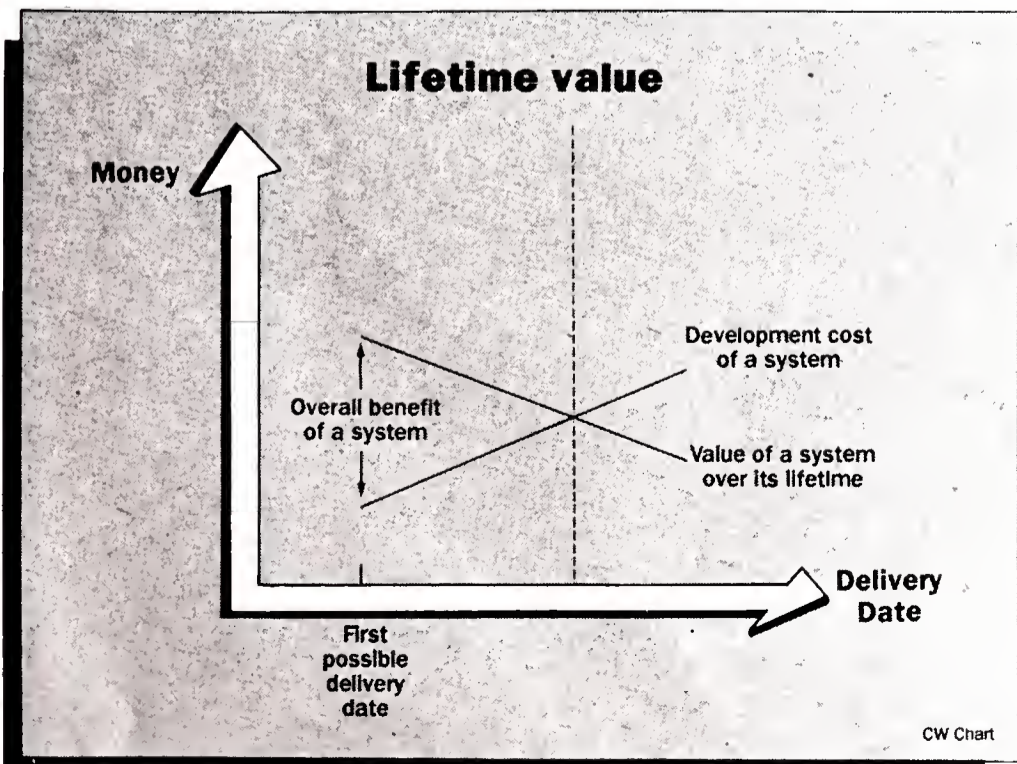 Lifetime value
Money
Development cost
of a system
Overall benefit
of a system
Value of a system
over its lifetime
Delivery
Date
First
possible
delivery
date
CW Chart